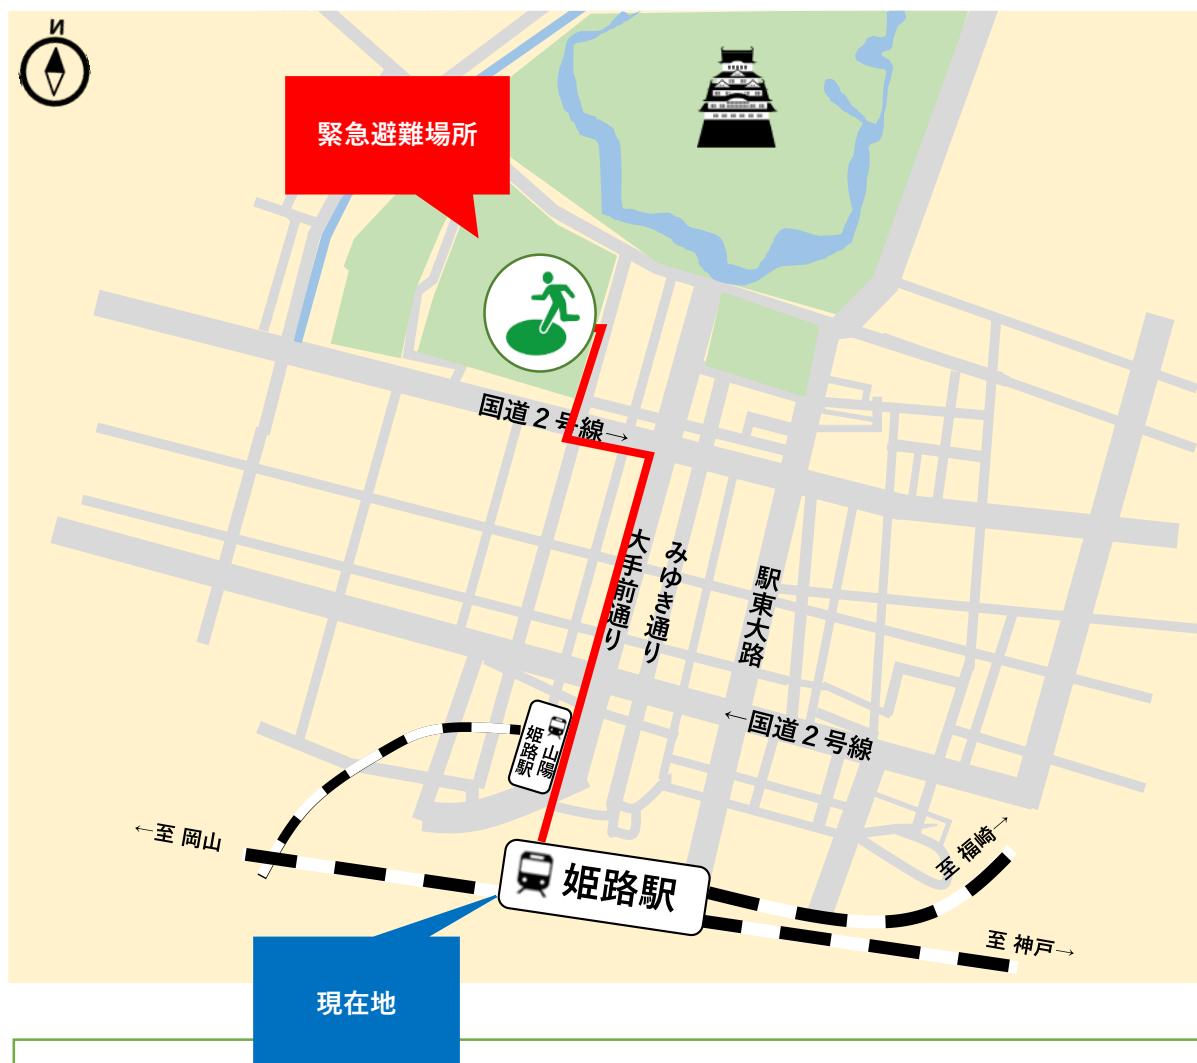 N
緊急避難場所
国道２号線→
大手前通り
みゆき通り
駅東大路
←国道２号線
山陽
姫路駅
←至 岡山
姫路駅
至 福崎→
至 神戸→
現在地